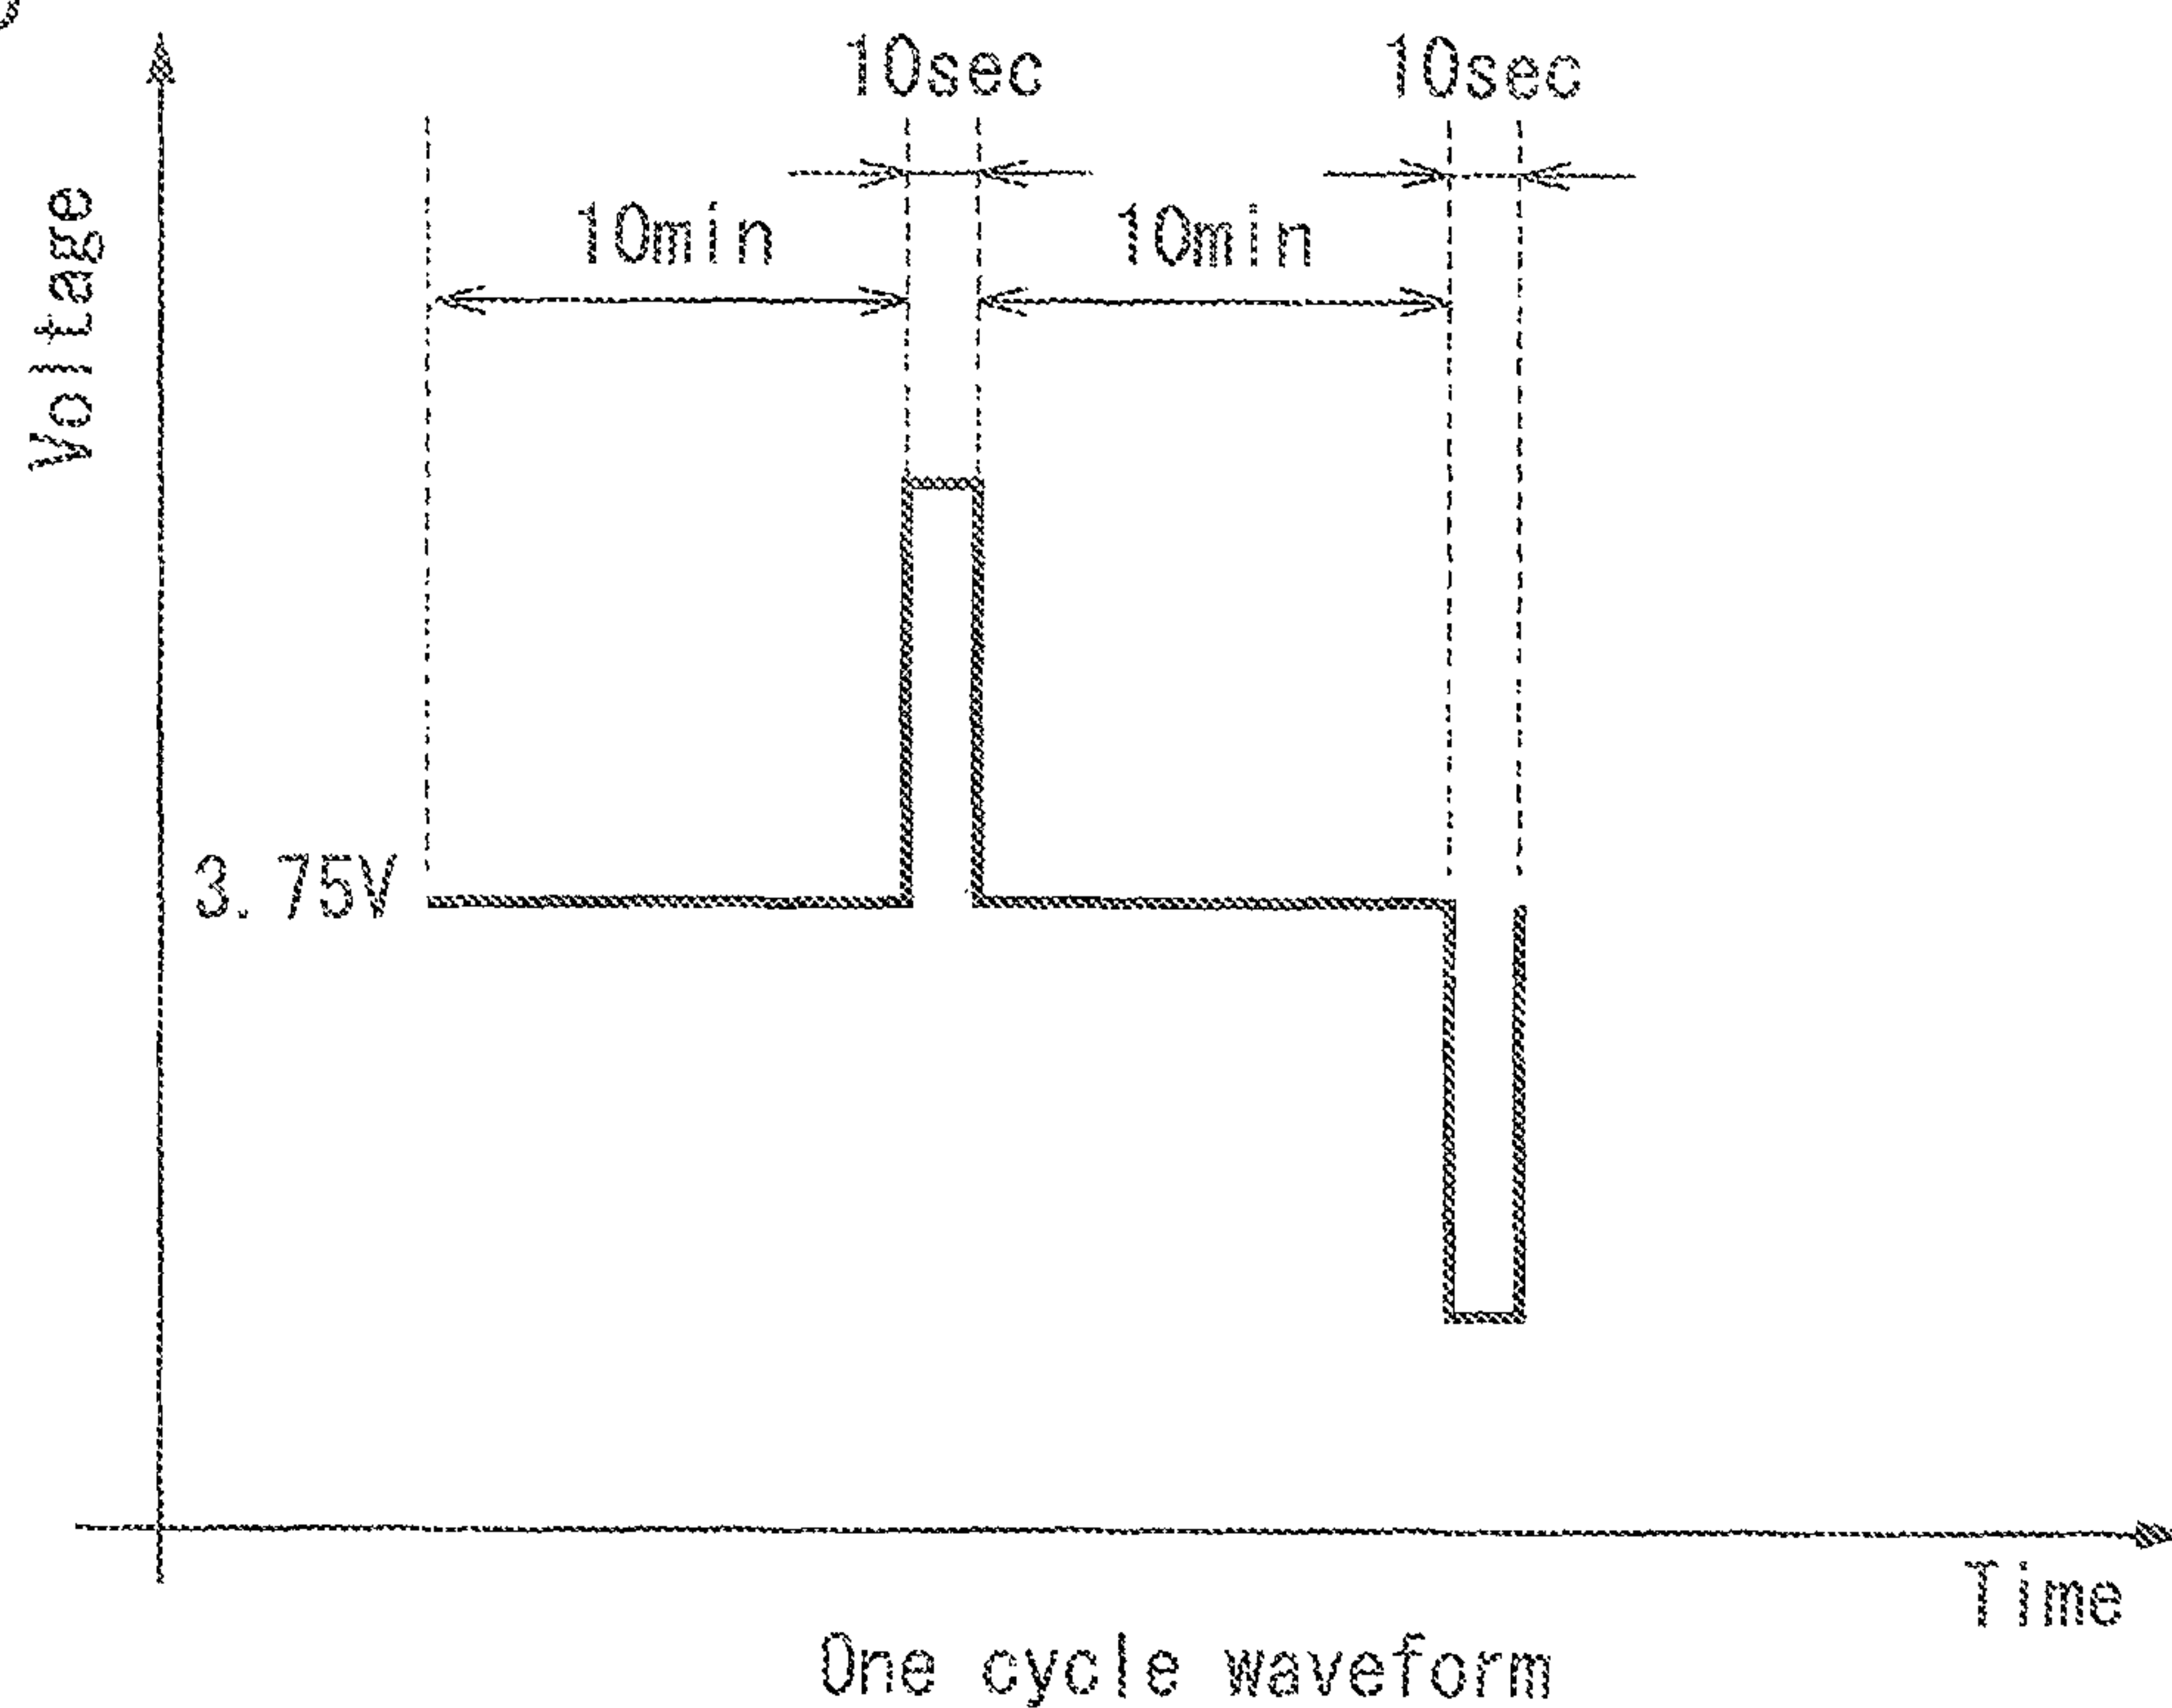 10sec 10sec
10min 10min
Voltage
3.75V
Time
One cycle waveform